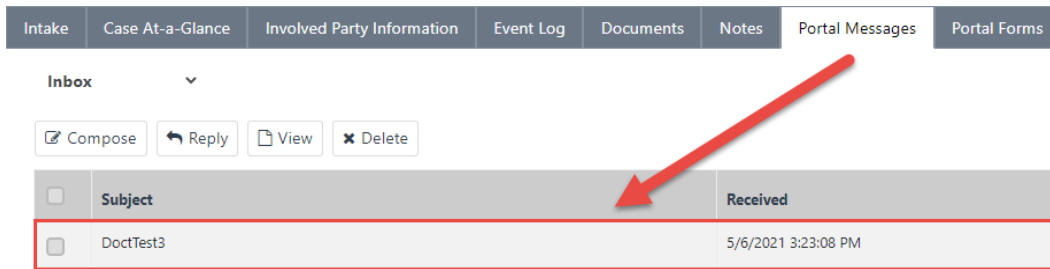 Intake Case At-a-Glance Involved Party Information Event Log Documents Notes Portal Messages Portal Forms
Inbox
Compose Reply View Delete
Subject Received
DoctTest3 5/6/2021 3:23:08 PM